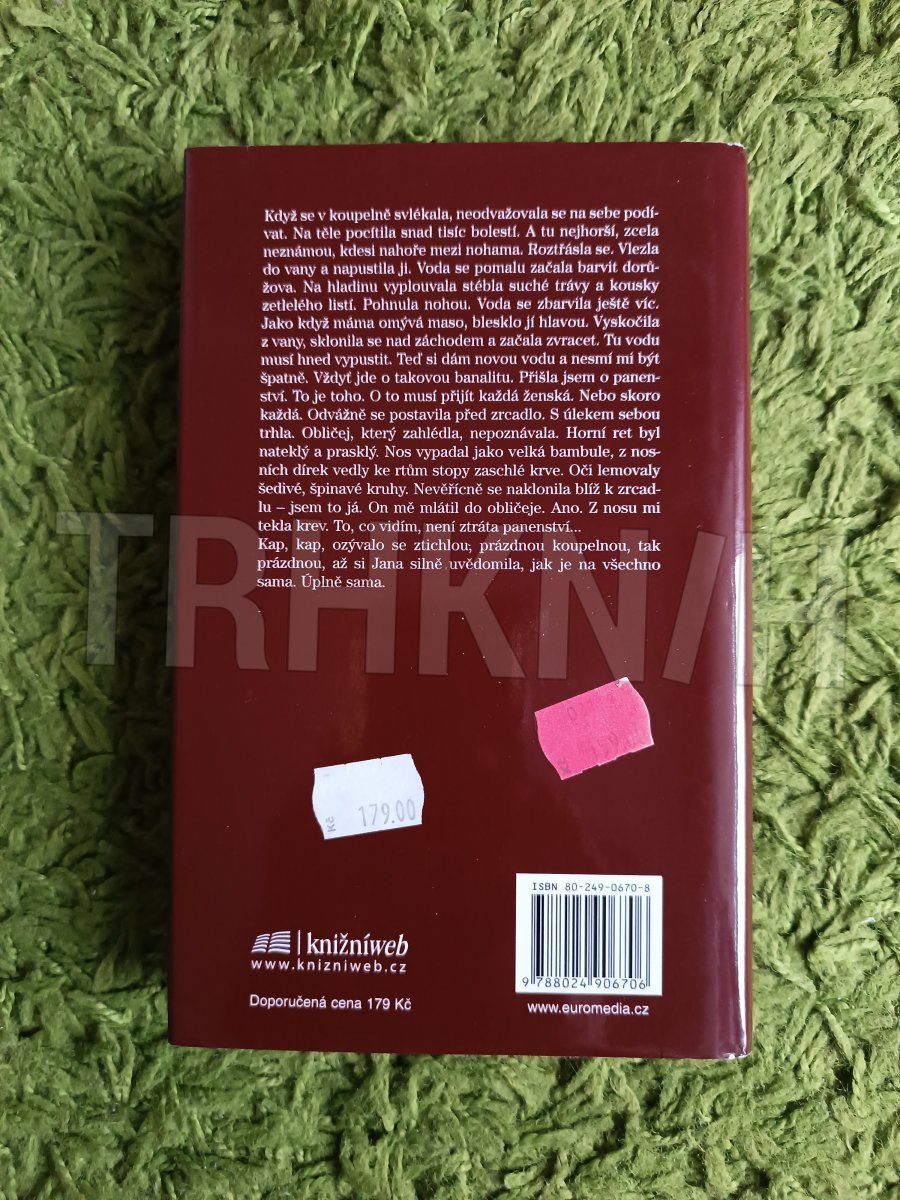 Když se v koupelně svlékala, neodvažovala se na sebe podí-
vat. Na těle pocítila snad tisíc bolestí. A tu nejhorší, zcela
neznámou, kdesi nahoře mezi nohama. Roztřásla se. Vlezla
do vany a napustila ji. Voda se pomalu začala barvit dorů-
žova. Na hladinu vyplouvala stébla suché trávy a kousky
zetlelého listí. Pohnula nohou. Voda se zbarvila ještě víc.
Jako když máma omývá maso, blesklo jí hlavou. Vyskočila
z vany, sklonila se nad záchodem a začala zvracet. Tu vodu
musí hned vypustit. Teď si dám novou vodu a nesmí mi být
špatně. Vždyť jde o takovou banalitu. Přišla jsem o panen-
ství. To je toho. O to musí přijít každá ženská. Nebo skoro
každá. Odvážně se postavila před zrcadlo. S úlekem sebou
trhla. Obličej, který zahlédla, nepoznávala. Horní ret byl
nateklý a prasklý. Nos vypadal jako velká bambule, z nos-
ních dírek vedly ke rtům stopy zaschlé krve. Oči lemovaly
šedivé, špinavé kruhy. Nevěřícně se naklonila blíž k zrcad-
lu – jsem to já. On mě mlátil do obličeje. Ano. Z nosu mi
tekla krev. To, co vidím, není ztráta panenství...
Kap, kap, ozývalo se ztichlou, prázdnou koupelnou, tak
prázdnou, až si Jana silně uvědomila, jak je na všechno
sama. Úplně sama.
TRHKNIH
Kč 179.00
ISBN 80-249-0670-8
9 788024 906706
www.euromedia.cz
knižníweb
www.knizniweb.cz
Doporučená cena 179 Kč